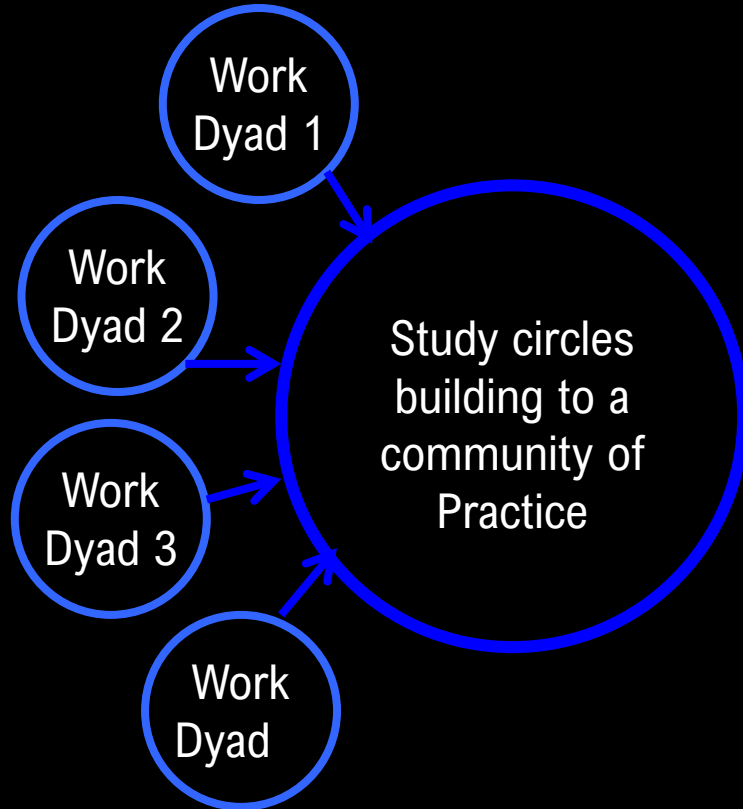 Work
Dyad 1
Work
Dyad 2
Study circles
building to a
community of
Practice
Work
Dyad 3
Work
Dyad